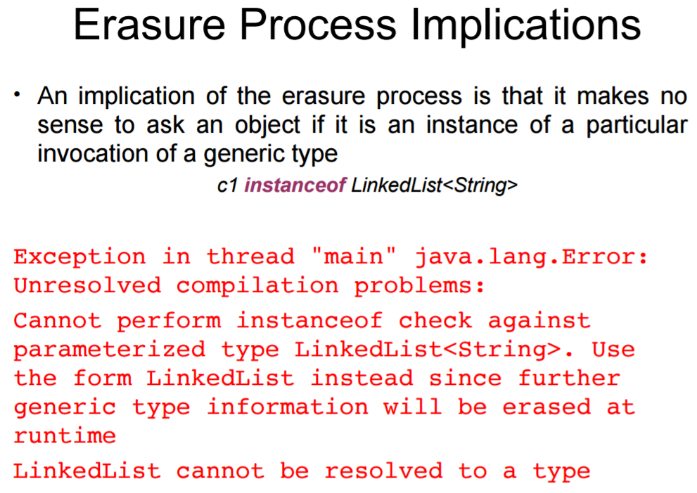 Erasure Process Implications
• An implication of the erasure process is that it makes no
sense to ask an object if it is an instance of a particular
invocation of a generic type
c1 instanceof LinkedList<String>
Exception in thread "main" java.lang.Error:
Unresolved compilation problems:
Cannot perform instanceof check against
parameterized type LinkedList<String>. Use
the form LinkedList instead since further
generic type information will be erased at
runtime
LinkedList cannot be resolved to a type